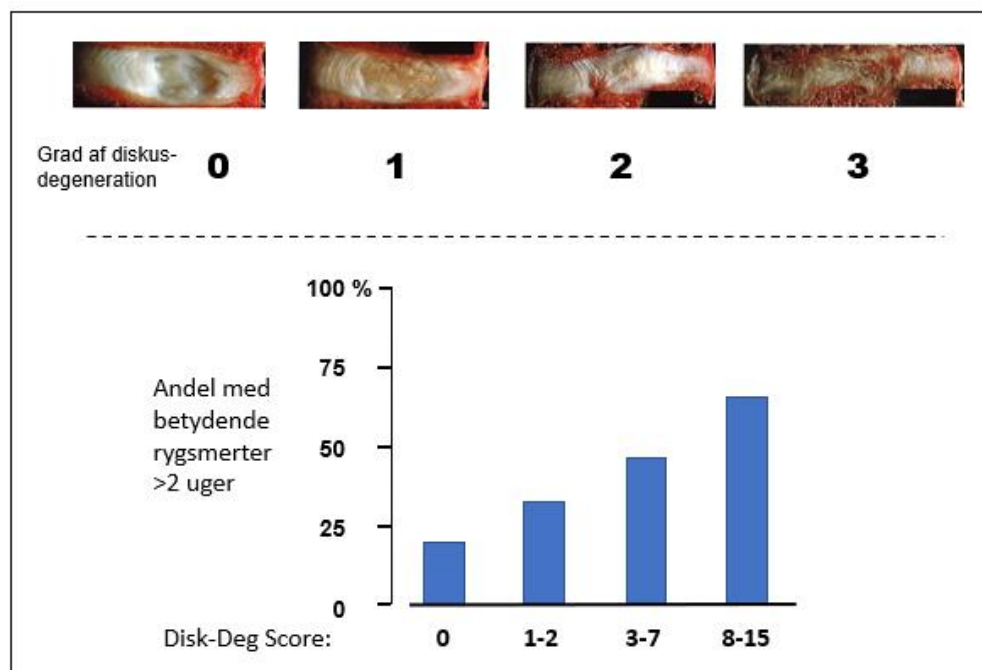 Grad af diskus-
degeneration
0 1 2 3
100 %
75
50
25
0
Andel med
betydende
rygsmerter
>2 uger
Disk-Deg Score: 0 1-2 3-7 8-15